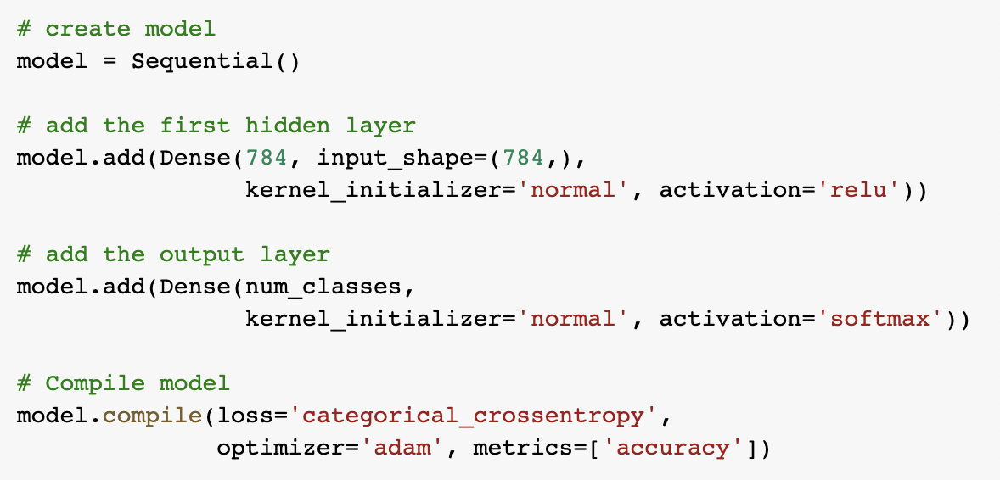 # create model
model = Sequential()
# add the first hidden layer
model.add(Dense(784, input_shape=(784,),
kernel_initializer='normal', activation='relu'))
# add the output layer
model.add(Dense(num_classes,
kernel_initializer='normal', activation='softmax'))
# Compile model
model.compile(loss='categorical_crossentropy',
optimizer='adam', metrics=['accuracy'])